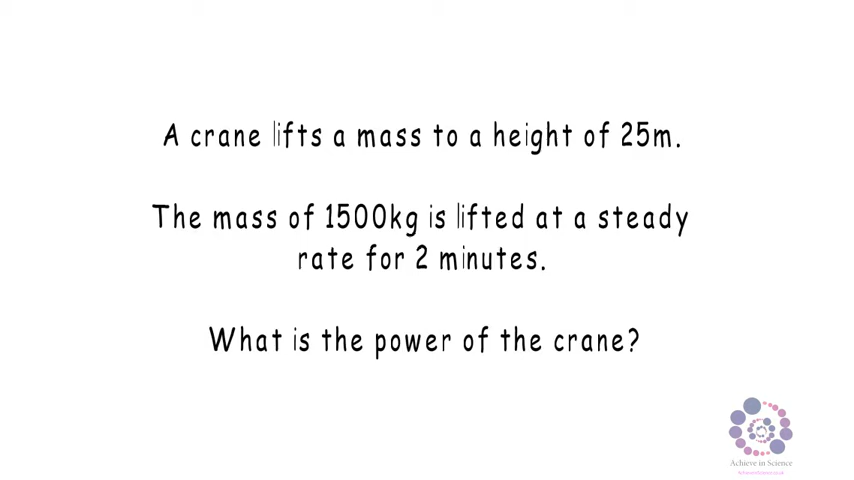 A crane lifts a mass to a height of 25m.
The mass of 1500kg is lifted at a steady
rate for 2 minutes.
What is the power of the crane?
Achieve in Science